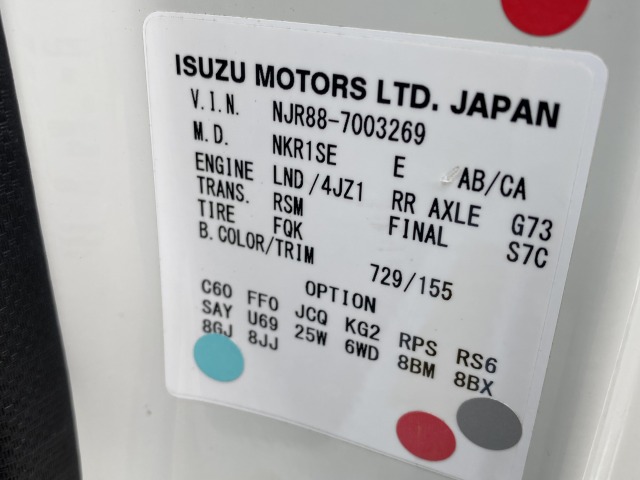 ISUZU MOTORS LTD. JAPAN
V.I.N. NJR88-7003269
M.D. NKR1SE E AB/CA
ENGINE LND/4JZ1 RR AXLE G73
TRANS. RSM FINAL S7C
TIRE FQK
B.COLOR/TRIM 729/155
OPTION
C60 FF0 JCQ KG2 RPS RS6
SAY U69 25W 6WD 8BM 8BX
8GJ 8JJ